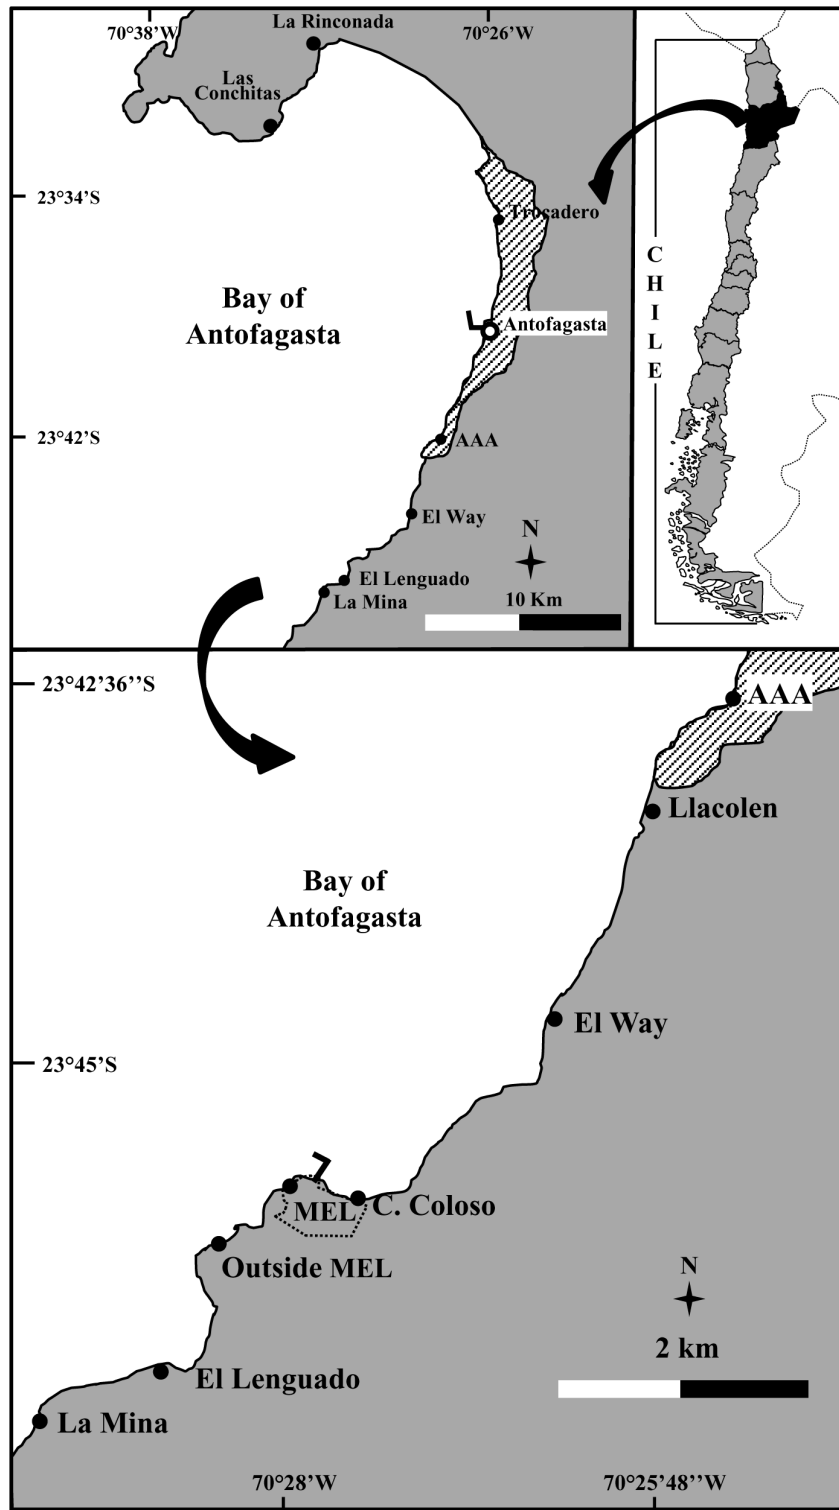 70°38’W
La Rinconada
70°26’W
Las
Conchitas
23°34’S
Trocadero
Bay of
Antofagasta
Antofagasta
23°42’S
AAA
El Way
N
El Lenguado
La Mina
10 Km
C
H
I
L
E
23°42’36’’S
AAA
Llacolen
Bay of
Antofagasta
El Way
23°45’S
MEL
C. Coloso
Outside MEL
N
2 km
El Lenguado
La Mina
70°28’W
70°25’48’’W